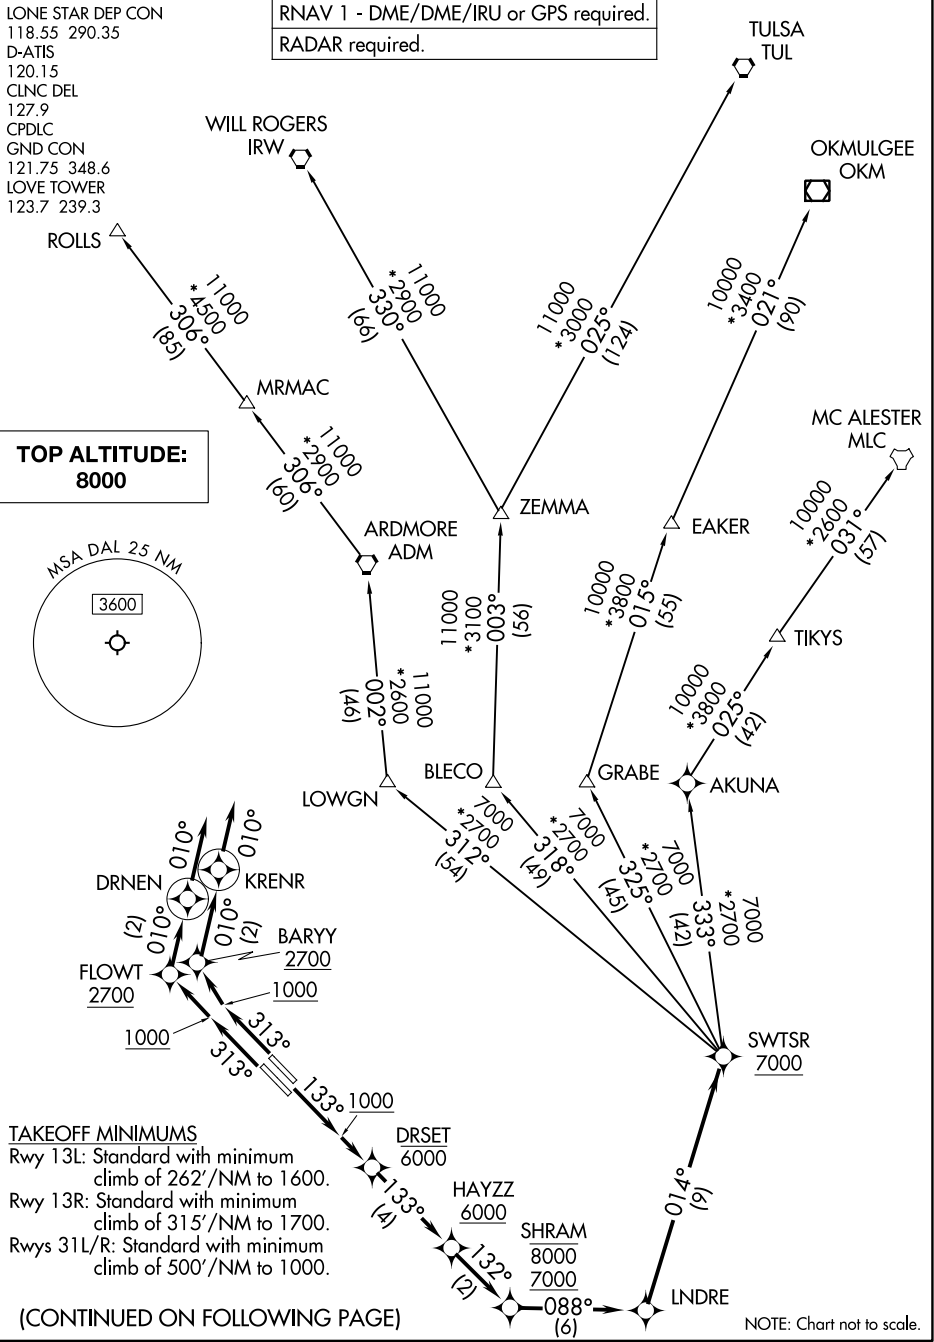 LONE STAR DEP CON
118.55 290.35
D-ATIS
120.15
CLNC DEL
127.9
CPDLC
GND CON
121.75 348.6
LOVE TOWER
123.7 239.3
RNAV 1 - DME/DME/IRU or GPS required.
RADAR required.
TULSA
TUL
WILL ROGERS
IRW
OKMULGEE
OKM
ROLLS
11000
*4500
306°
(85)
11000
*2900
330°
(66)
11000
*3000
025°
(124)
10000
*3400
021°
(90)
MRMAC
MC ALESTER
MLC
TOP ALTITUDE:
8000
11000
*2900
306°
(60)
ZEMMA
EAKER
10000
*2600
031°
(57)
ARDMORE
ADM
MSA DAL 25 NM
3600
11000
*3100
003°
(56)
10000
*3800
015°
(55)
TIKYS
11000
*2600
002°
(46)
10000
*3800
025°
(42)
LOWGN
BLECO
GRABE
AKUNA
7000
*2700
312°
(54)
7000
*2700
318°
(49)
7000
*2700
325°
(45)
7000
*2700
333°
(42)
010°
010°
DRNEN
KRENR
(2)
010°
010°
(2)
BARYY
2700
FLOWT
2700
1000
1000
313°
313°
SWTSR
7000
133°
1000
TAKEOFF MINIMUMS
Rwy 13L: Standard with minimum
climb of 262'/NM to 1600.
Rwy 13R: Standard with minimum
climb of 315'/NM to 1700.
Rwys 31L/R: Standard with minimum
climb of 500'/NM to 1000.
DRSET
6000
133°
(4)
HAYZZ
6000
132°
(2)
SHRAM
8000
7000
014°
(9)
088°
(6)
LNDRE
(CONTINUED ON FOLLOWING PAGE)
NOTE: Chart not to scale.